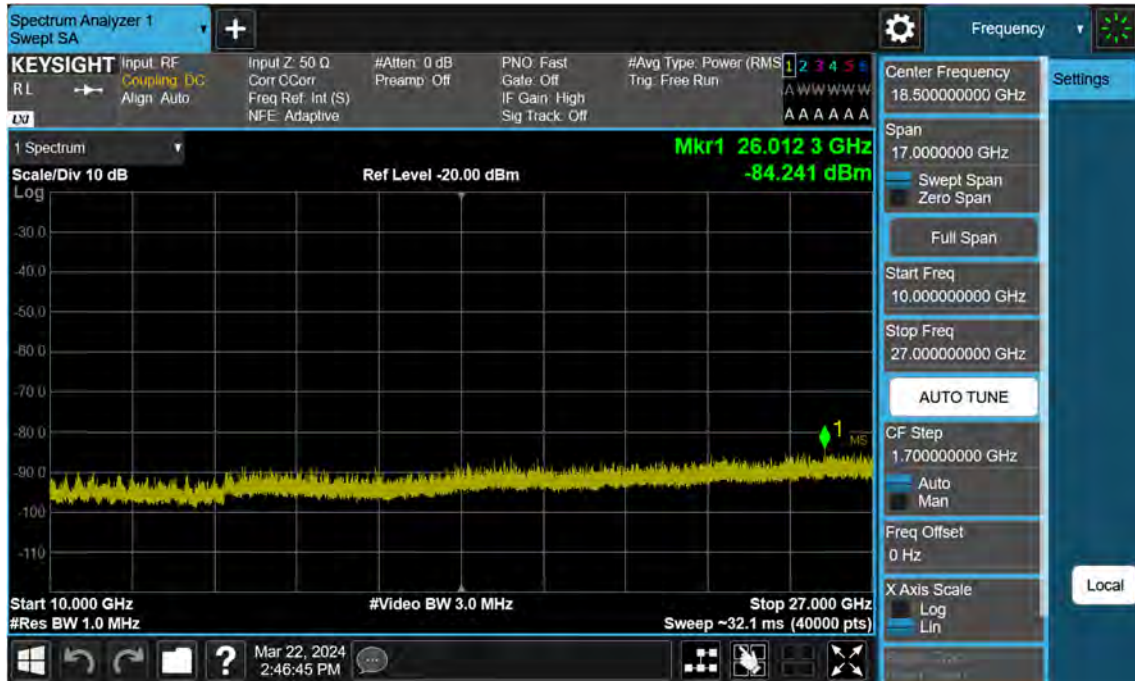 Spectrum Analyzer 1
Swept SA
+
Frequency
KEYSIGHT
RL
LXI
Input: RF
Coupling: DC
Align: Auto
Input Z: 50 Ω
Corr CCorr
Freq Ref: Int (S)
NFE: Adaptive
#Atten: 0 dB
Preamp: Off
PNO: Fast
Gate: Off
IF Gain: High
Sig Track: Off
#Avg Type: Power (RMS
Trig: Free Run
1 2 3 4 5 6
A W W W W W
A A A A A A
Center Frequency
18.500000000 GHz
Settings
1 Spectrum
Mkr1 26.012 3 GHz
Scale/Div 10 dB
Ref Level -20.00 dBm
-84.241 dBm
Log
-30.0
-40.0
-50.0
-60.0
-70.0
-80.0
-90.0
-100
-110
1
MS
Span
17.0000000 GHz
Swept Span
Zero Span
Full Span
Start Freq
10.000000000 GHz
Stop Freq
27.000000000 GHz
AUTO TUNE
CF Step
1.700000000 GHz
Auto
Man
Freq Offset
0 Hz
X Axis Scale
Log
Lin
Local
Start 10.000 GHz
#Video BW 3.0 MHz
Stop 27.000 GHz
#Res BW 1.0 MHz
Sweep ~32.1 ms (40000 pts)
?
Mar 22, 2024
2:46:45 PM